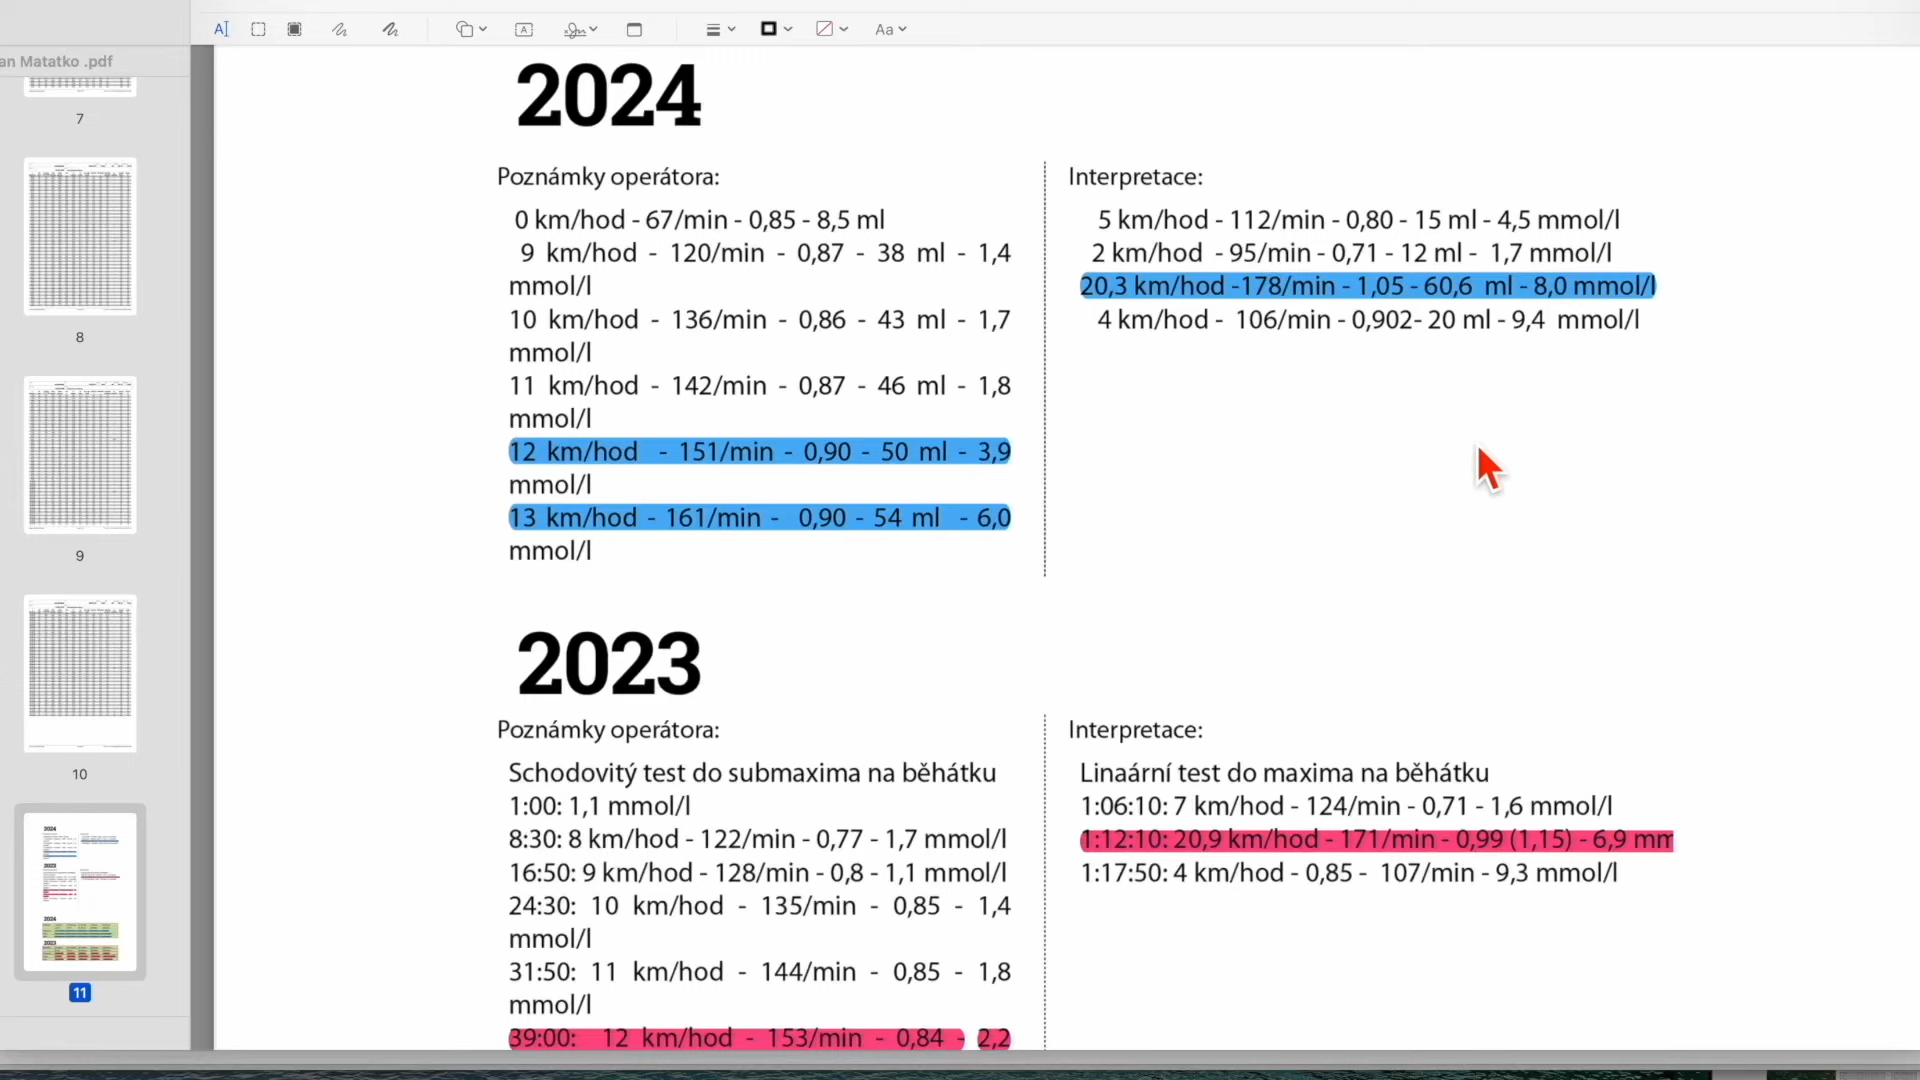 an Matatko .pdf
7
8
9
10
11
A
Aa
2024
Poznámky operátora:
0 km/hod - 67/min - 0,85 - 8,5 ml
9 km/hod - 120/min - 0,87 - 38 ml - 1,4
mmol/l
10 km/hod - 136/min - 0,86 - 43 ml - 1,7
mmol/l
11 km/hod - 142/min - 0,87 - 46 ml - 1,8
mmol/l
12 km/hod - 151/min - 0,90 - 50 ml - 3,9
mmol/l
13 km/hod - 161/min - 0,90 - 54 ml - 6,0
mmol/l
Interpretace:
5 km/hod - 112/min - 0,80 - 15 ml - 4,5 mmol/l
2 km/hod - 95/min - 0,71 - 12 ml - 1,7 mmol/l
20,3 km/hod -178/min - 1,05 - 60,6 ml - 8,0 mmol/l
4 km/hod - 106/min - 0,902- 20 ml - 9,4 mmol/l
2023
Poznámky operátora:
Schodovitý test do submaxima na běhátku
1:00: 1,1 mmol/l
8:30: 8 km/hod - 122/min - 0,77 - 1,7 mmol/l
16:50: 9 km/hod - 128/min - 0,8 - 1,1 mmol/l
24:30: 10 km/hod - 135/min - 0,85 - 1,4
mmol/l
31:50: 11 km/hod - 144/min - 0,85 - 1,8
mmol/l
39:00: 12 km/hod - 153/min - 0,84 - 2,2
Interpretace:
Linaární test do maxima na běhátku
1:06:10: 7 km/hod - 124/min - 0,71 - 1,6 mmol/l
1:12:10: 20,9 km/hod - 171/min - 0,99 (1,15) - 6,9 mm
1:17:50: 4 km/hod - 0,85 - 107/min - 9,3 mmol/l